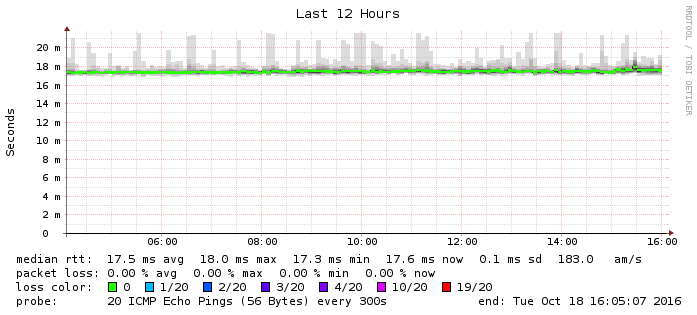 Last 12 Hours
RRDTOOL / TOBI OETIKER
Seconds
20 m
18 m
16 m
14 m
12 m
10 m
8 m
6 m
4 m
2 m
0
06:00 08:00 10:00 12:00 14:00 16:00
median rtt: 17.5 ms avg 18.0 ms max 17.3 ms min 17.6 ms now 0.1 ms sd 183.0 am/s
packet loss: 0.00 % avg 0.00 % max 0.00 % min 0.00 % now
loss color: 0 1/20 2/20 3/20 4/20 10/20 19/20
probe: 20 ICMP Echo Pings (56 Bytes) every 300s end: Tue Oct 18 16:05:07 2016